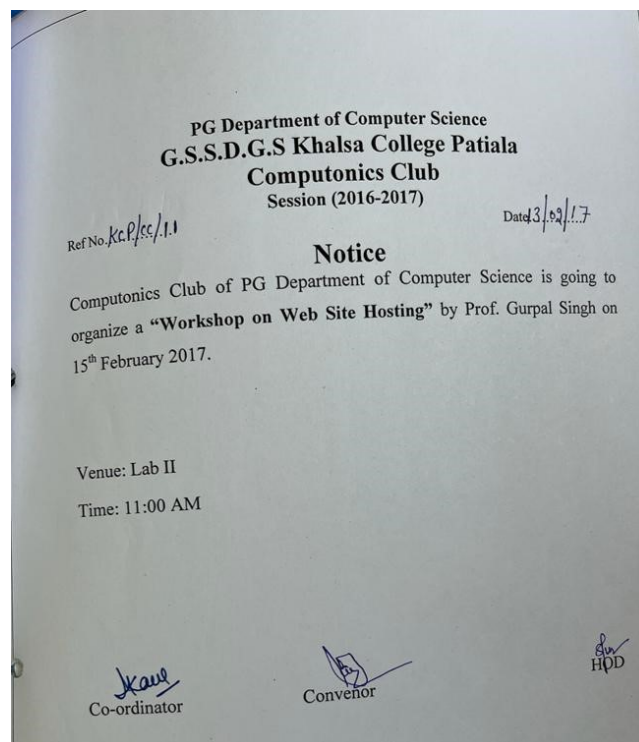 PG Department of Computer Science
G.S.S.D.G.S Khalsa College Patiala
Computonics Club
Session (2016-2017)
Ref No. KCP/CC/11
Date 13/02/17
Notice
Computonics Club of PG Department of Computer Science is going to
organize a “Workshop on Web Site Hosting” by Prof. Gurpal Singh on
15th February 2017.
Venue: Lab II
Time: 11:00 AM
Co-ordinator
Convenor
HOD